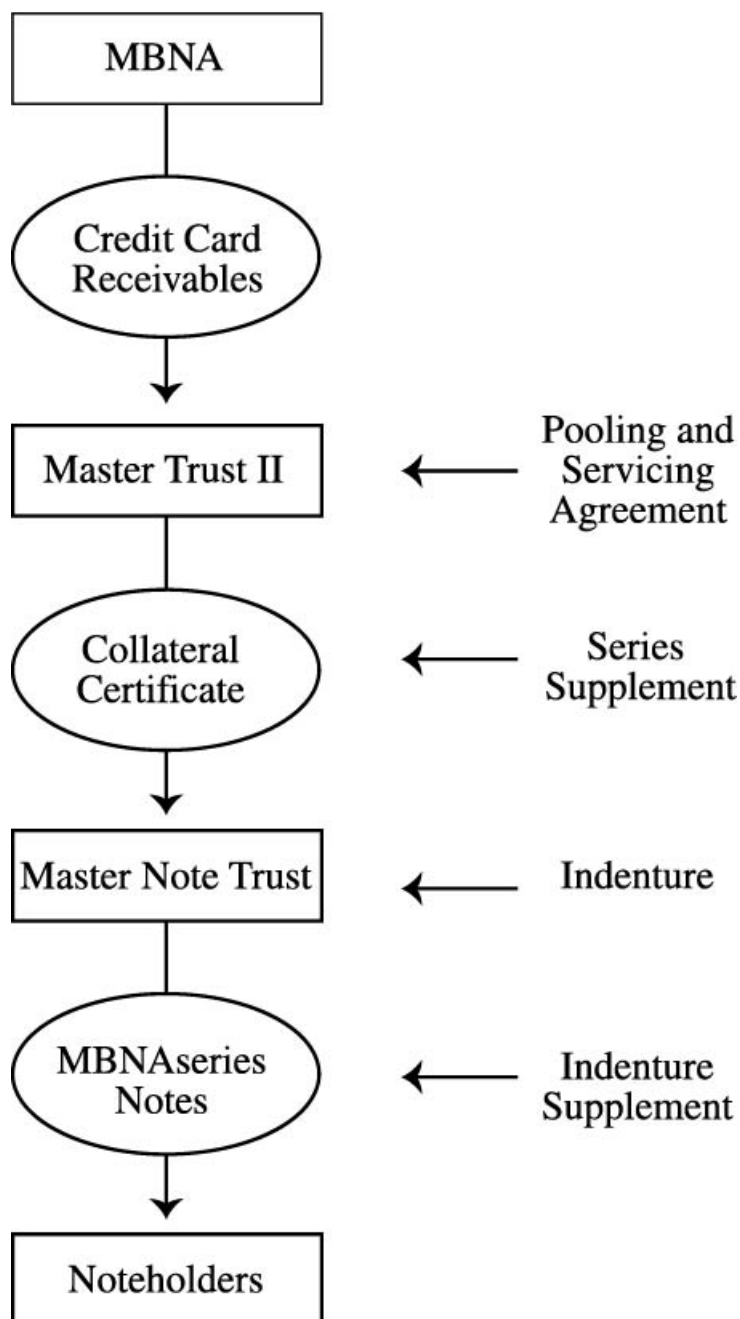 MBNA
Credit Card
Receivables
Master Trust II
Pooling and
Servicing
Agreement
Collateral
Certificate
Series
Supplement
Master Note Trust
Indenture
MBNAseries
Notes
Indenture
Supplement
Noteholders